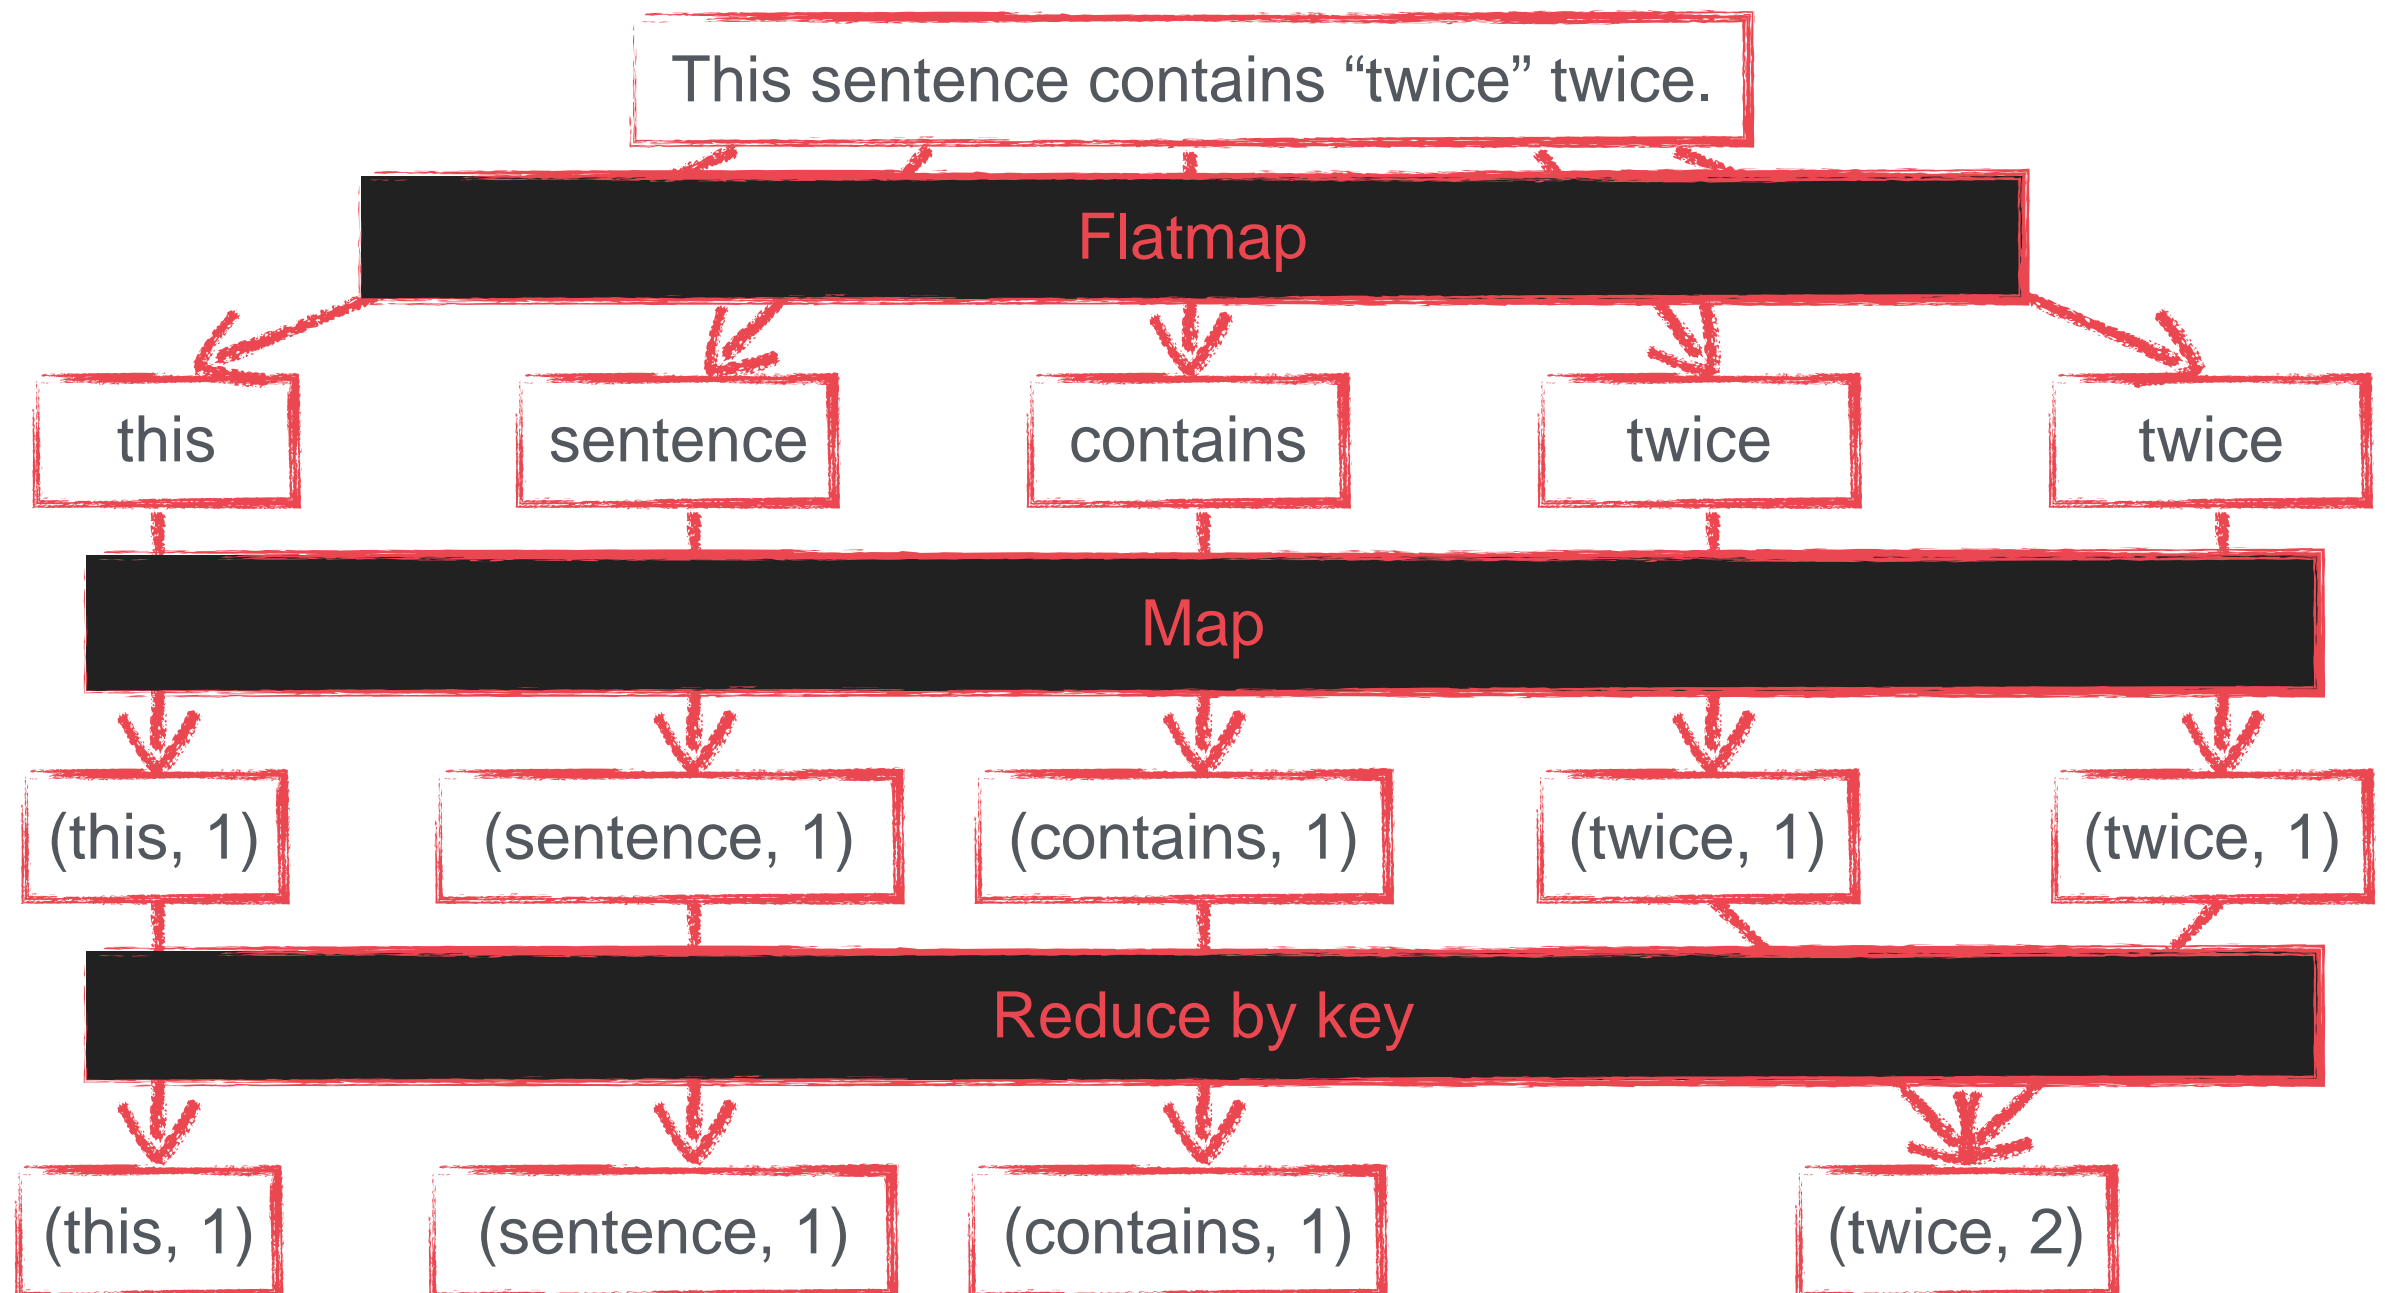 This sentence contains “twice” twice.
Flatmap
this
sentence
contains
twice
twice
Map
(this, 1)
(sentence, 1)
(contains, 1)
(twice, 1)
(twice, 1)
Reduce by key
(this, 1)
(sentence, 1)
(contains, 1)
(twice, 2)